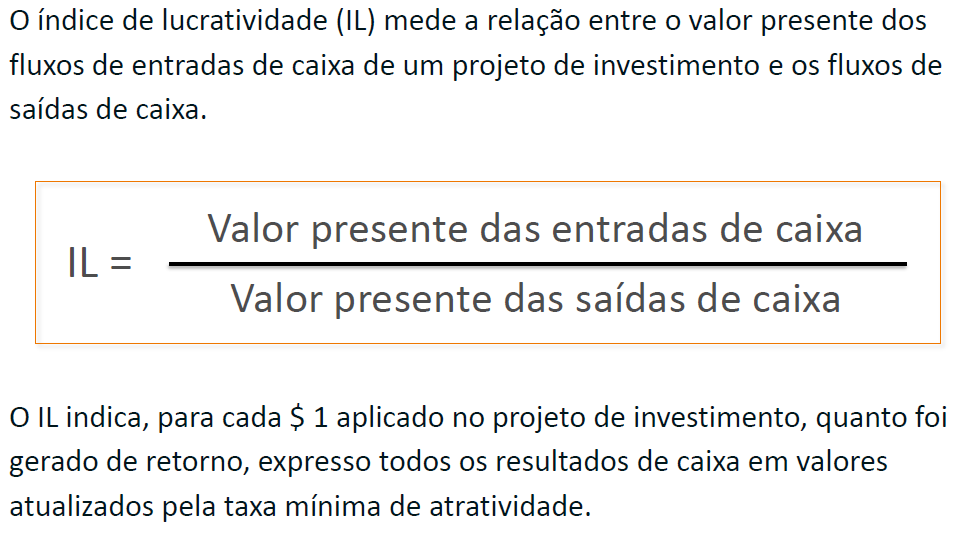 O índice de lucratividade (IL) mede a relação entre o valor presente dos
fluxos de entradas de caixa de um projeto de investimento e os fluxos de
saídas de caixa.
Valor presente das entradas de caixa
IL =
Valor presente das saídas de caixa
O IL indica, para cada $ 1 aplicado no projeto de investimento, quanto foi
gerado de retorno, expresso todos os resultados de caixa em valores
atualizados pela taxa mínima de atratividade.